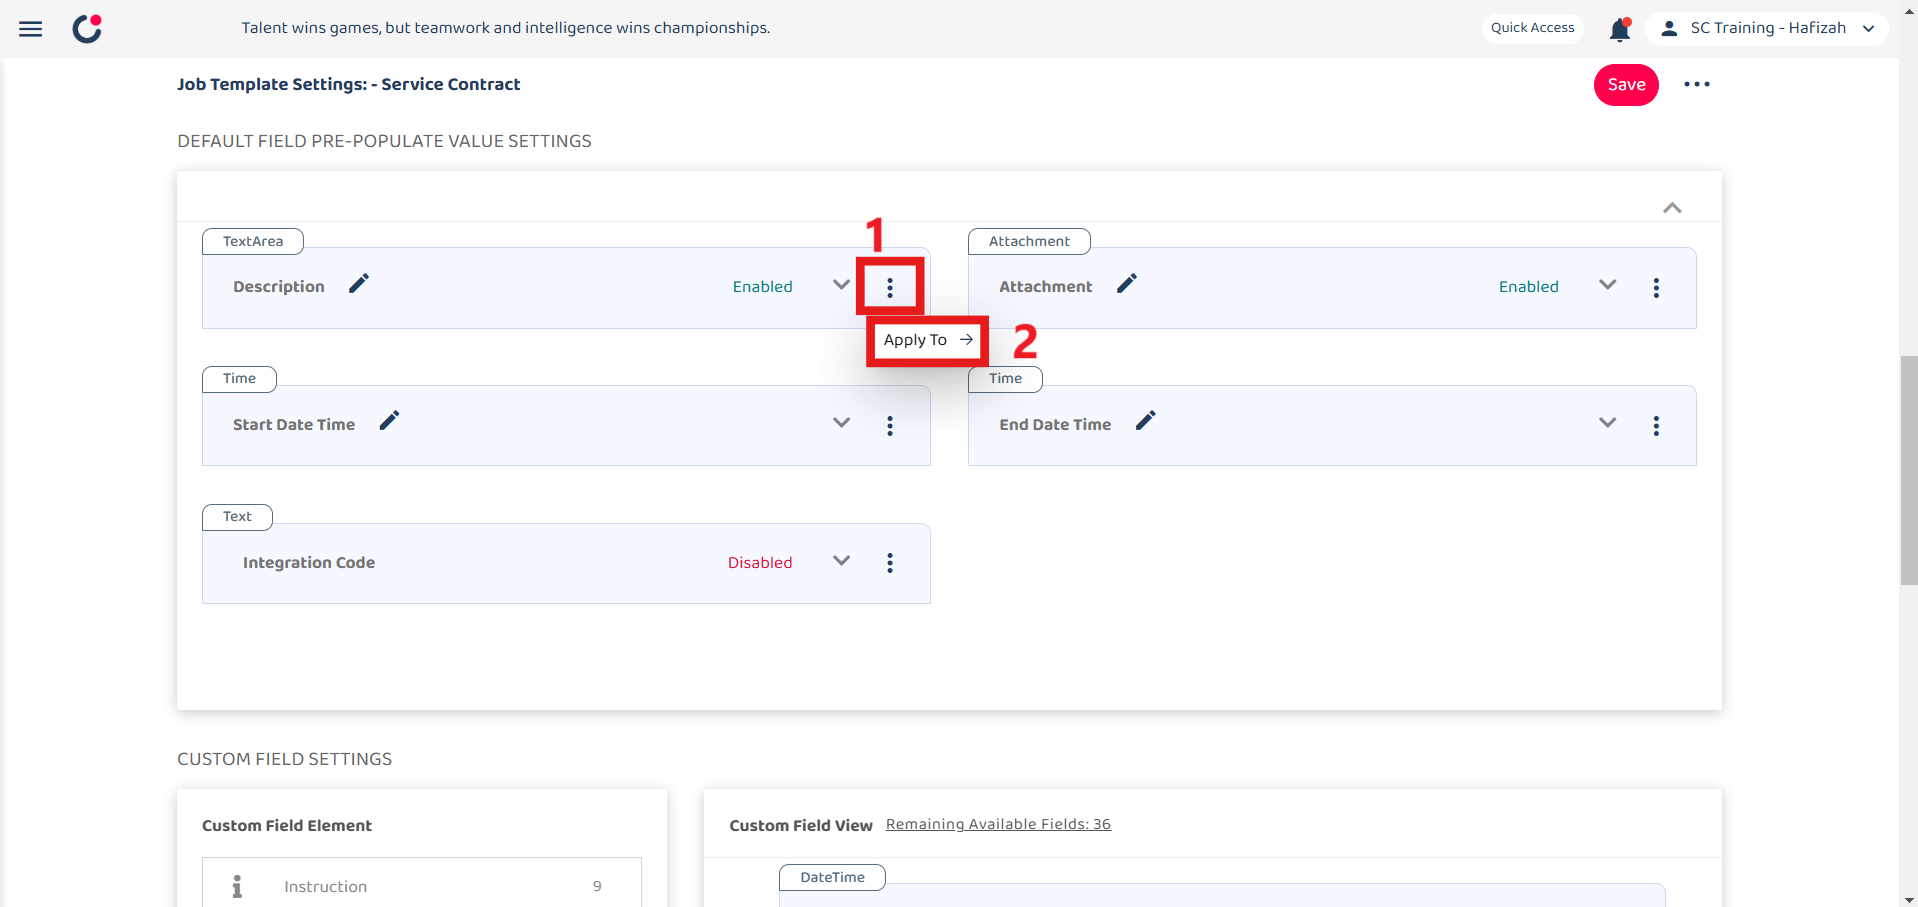 Talent wins games, but teamwork and intelligence wins championships.
Quick Access
SC Training - Hafizah
Job Template Settings: - Service Contract
Save
DEFAULT FIELD PRE-POPULATE VALUE SETTINGS
1
TextArea
Description
Enabled
Attachment
Attachment
Enabled
Apply To
2
Time
Start Date Time
Time
End Date Time
Text
Integration Code
Disabled
CUSTOM FIELD SETTINGS
Custom Field Element
Custom Field View
Remaining Available Fields: 36
DateTime
Instruction
9